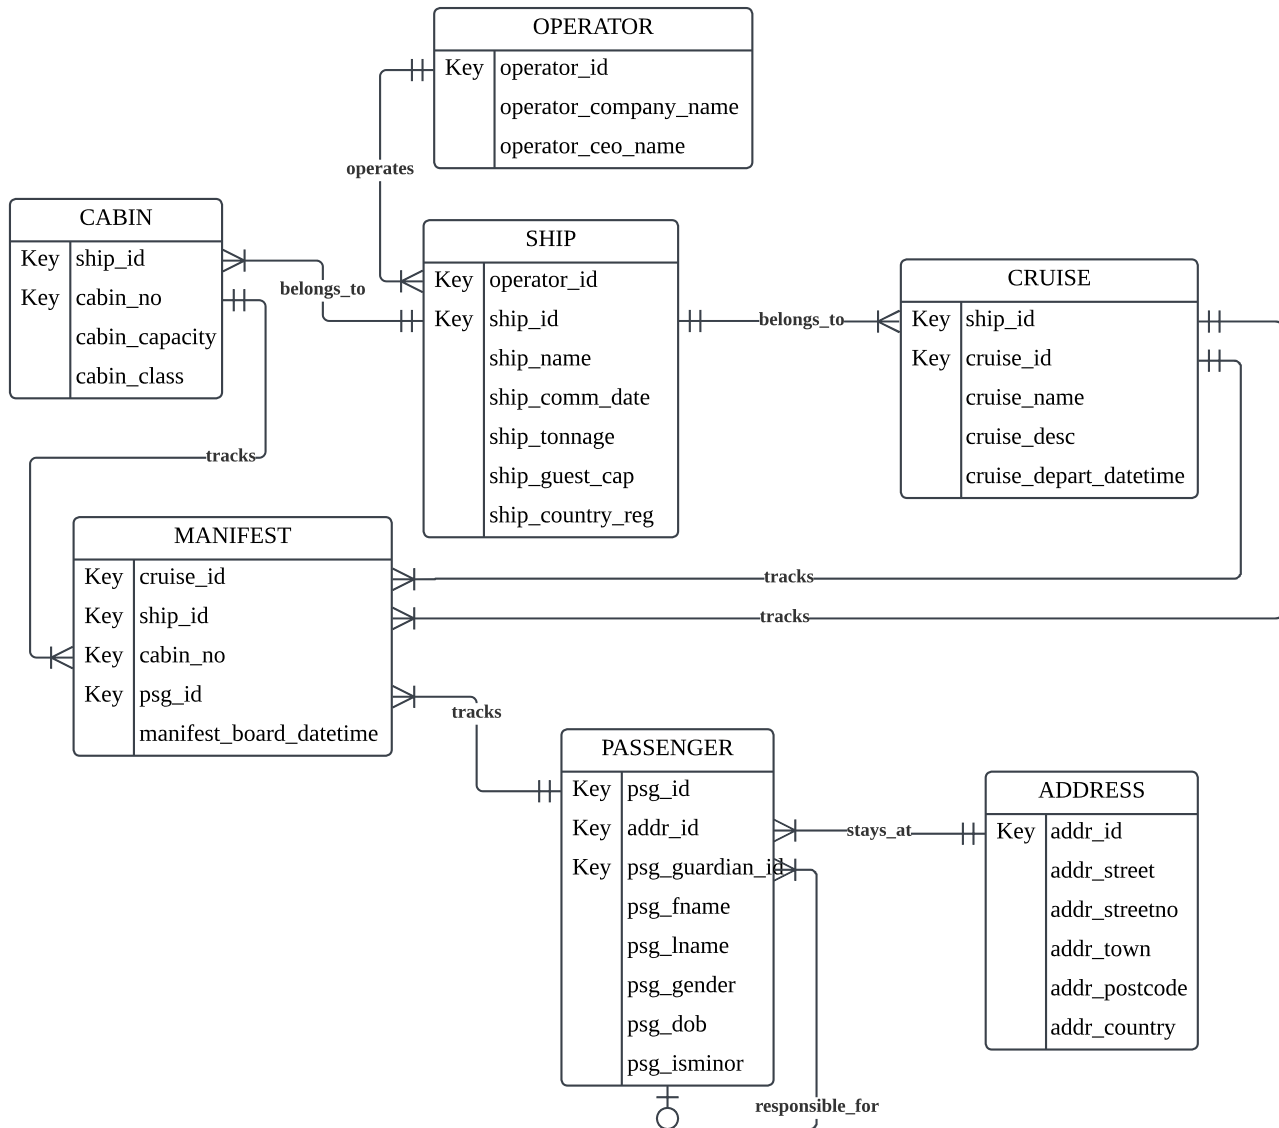 OPERATOR
Key operator_id
operator_company_name
operator_ceo_name
operates
CABIN
Key ship_id
Key cabin_no
cabin_capacity
cabin_class
belongs_to
SHIP
Key operator_id
Key ship_id
ship_name
ship_comm_date
ship_tonnage
ship_guest_cap
ship_country_reg
belongs_to
CRUISE
Key ship_id
Key cruise_id
cruise_name
cruise_desc
cruise_depart_datetime
tracks
MANIFEST
Key cruise_id
Key ship_id
Key cabin_no
Key psg_id
manifest_board_datetime
tracks
tracks
tracks
PASSENGER
Key psg_id
Key addr_id
Key psg_guardian_id
psg_fname
psg_lname
psg_gender
psg_dob
psg_isminor
stays_at
responsible_for
ADDRESS
Key addr_id
addr_street
addr_streetno
addr_town
addr_postcode
addr_country